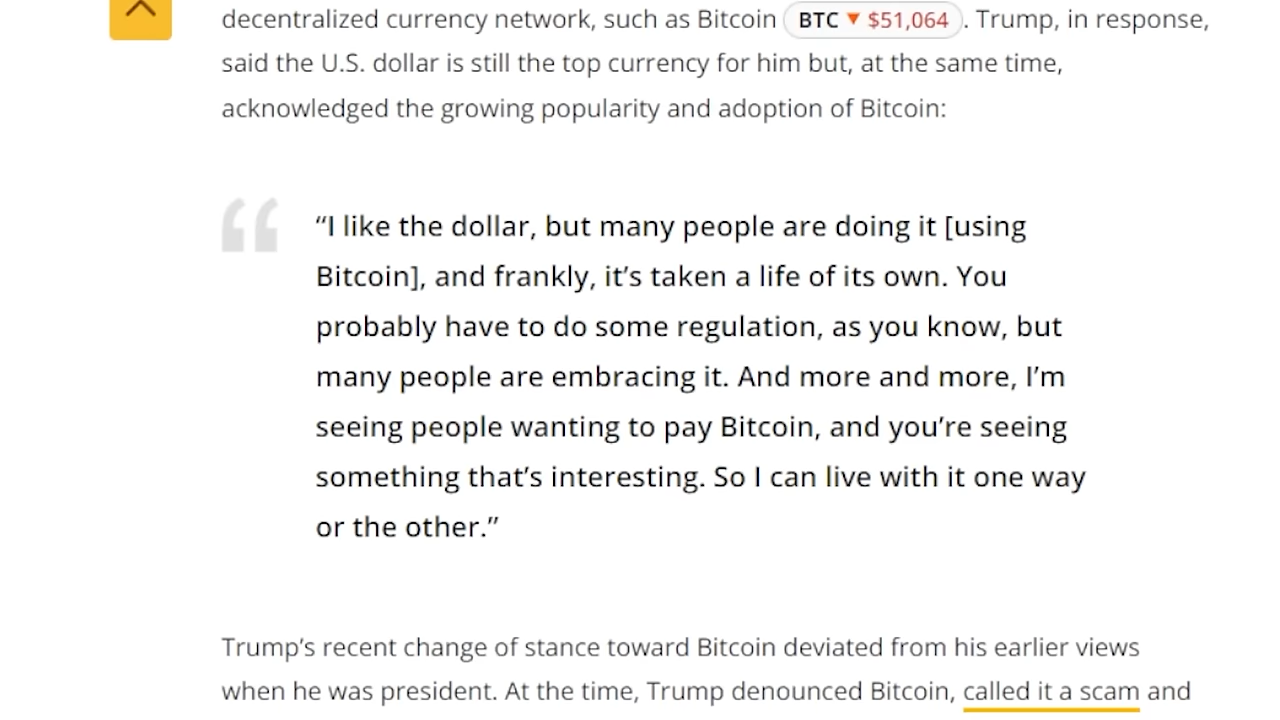 decentralized currency network, such as Bitcoin BTC ▼ $51,064. Trump, in response,
said the U.S. dollar is still the top currency for him but, at the same time,
acknowledged the growing popularity and adoption of Bitcoin:
“I like the dollar, but many people are doing it [using
Bitcoin], and frankly, it’s taken a life of its own. You
probably have to do some regulation, as you know, but
many people are embracing it. And more and more, I’m
seeing people wanting to pay Bitcoin, and you’re seeing
something that’s interesting. So I can live with it one way
or the other.”
Trump’s recent change of stance toward Bitcoin deviated from his earlier views
when he was president. At the time, Trump denounced Bitcoin, called it a scam and